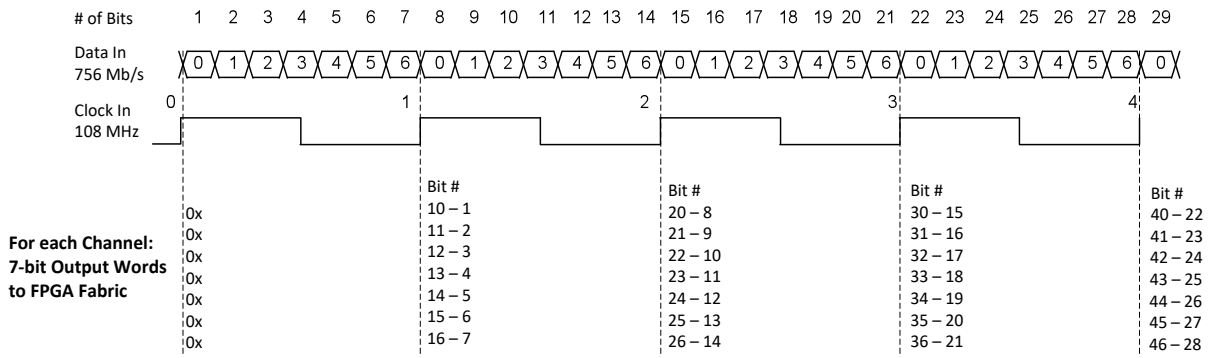 # of Bits 1 2 3 4 5 6 7 8 9 10 11 12 13 14 15 16 17 18 19 20 21 22 23 24 25 26 27 28 29
Data In
756 Mb/s
0 1 2 3 4 5 6 0 1 2 3 4 5 6 0 1 2 3 4 5 6 0 1 2 3 4 5 6 0
0 1 2 3 4
Clock In
108 MHz
For each Channel:
7-bit Output Words
to FPGA Fabric
0x
0x
0x
0x
0x
0x
0x
Bit #
10 – 1
11 – 2
12 – 3
13 – 4
14 – 5
15 – 6
16 – 7
Bit #
20 – 8
21 – 9
22 – 10
23 – 11
24 – 12
25 – 13
26 – 14
Bit #
30 – 15
31 – 16
32 – 17
33 – 18
34 – 19
35 – 20
36 – 21
Bit #
40 – 22
41 – 23
42 – 24
43 – 25
44 – 26
45 – 27
46 – 28